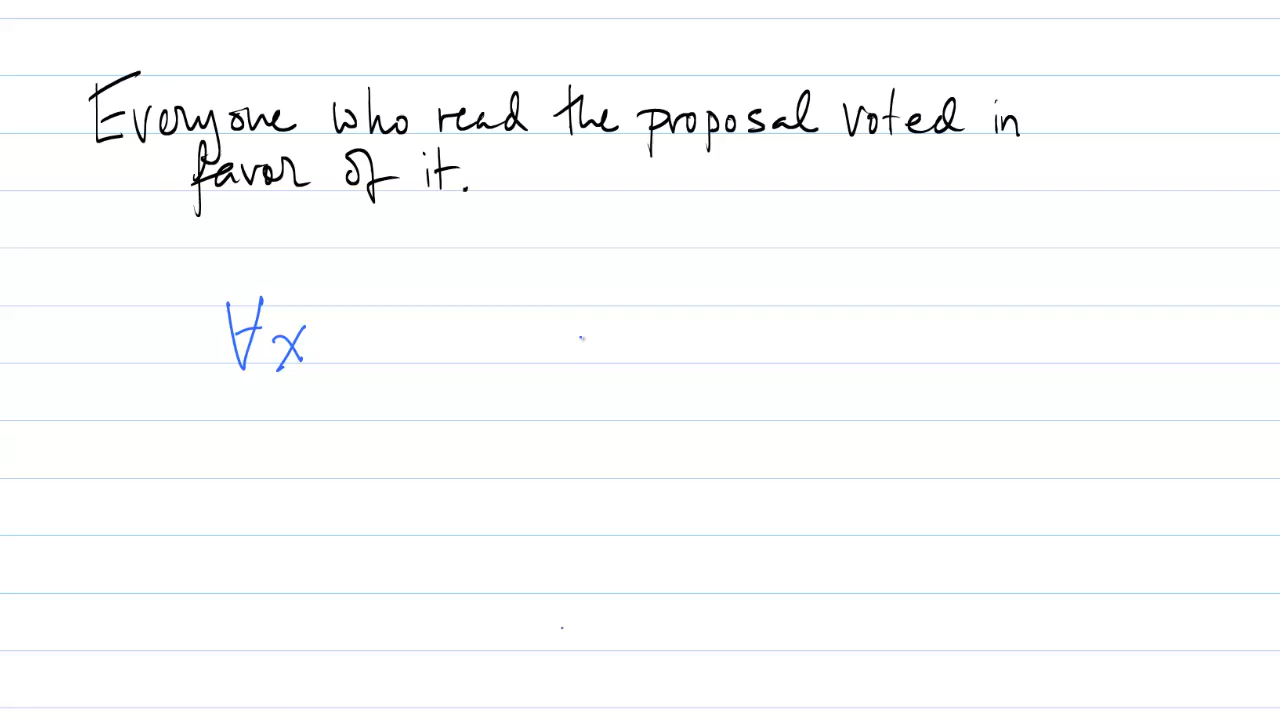 Everyone who read the proposal voted in
favor of it.
∀x